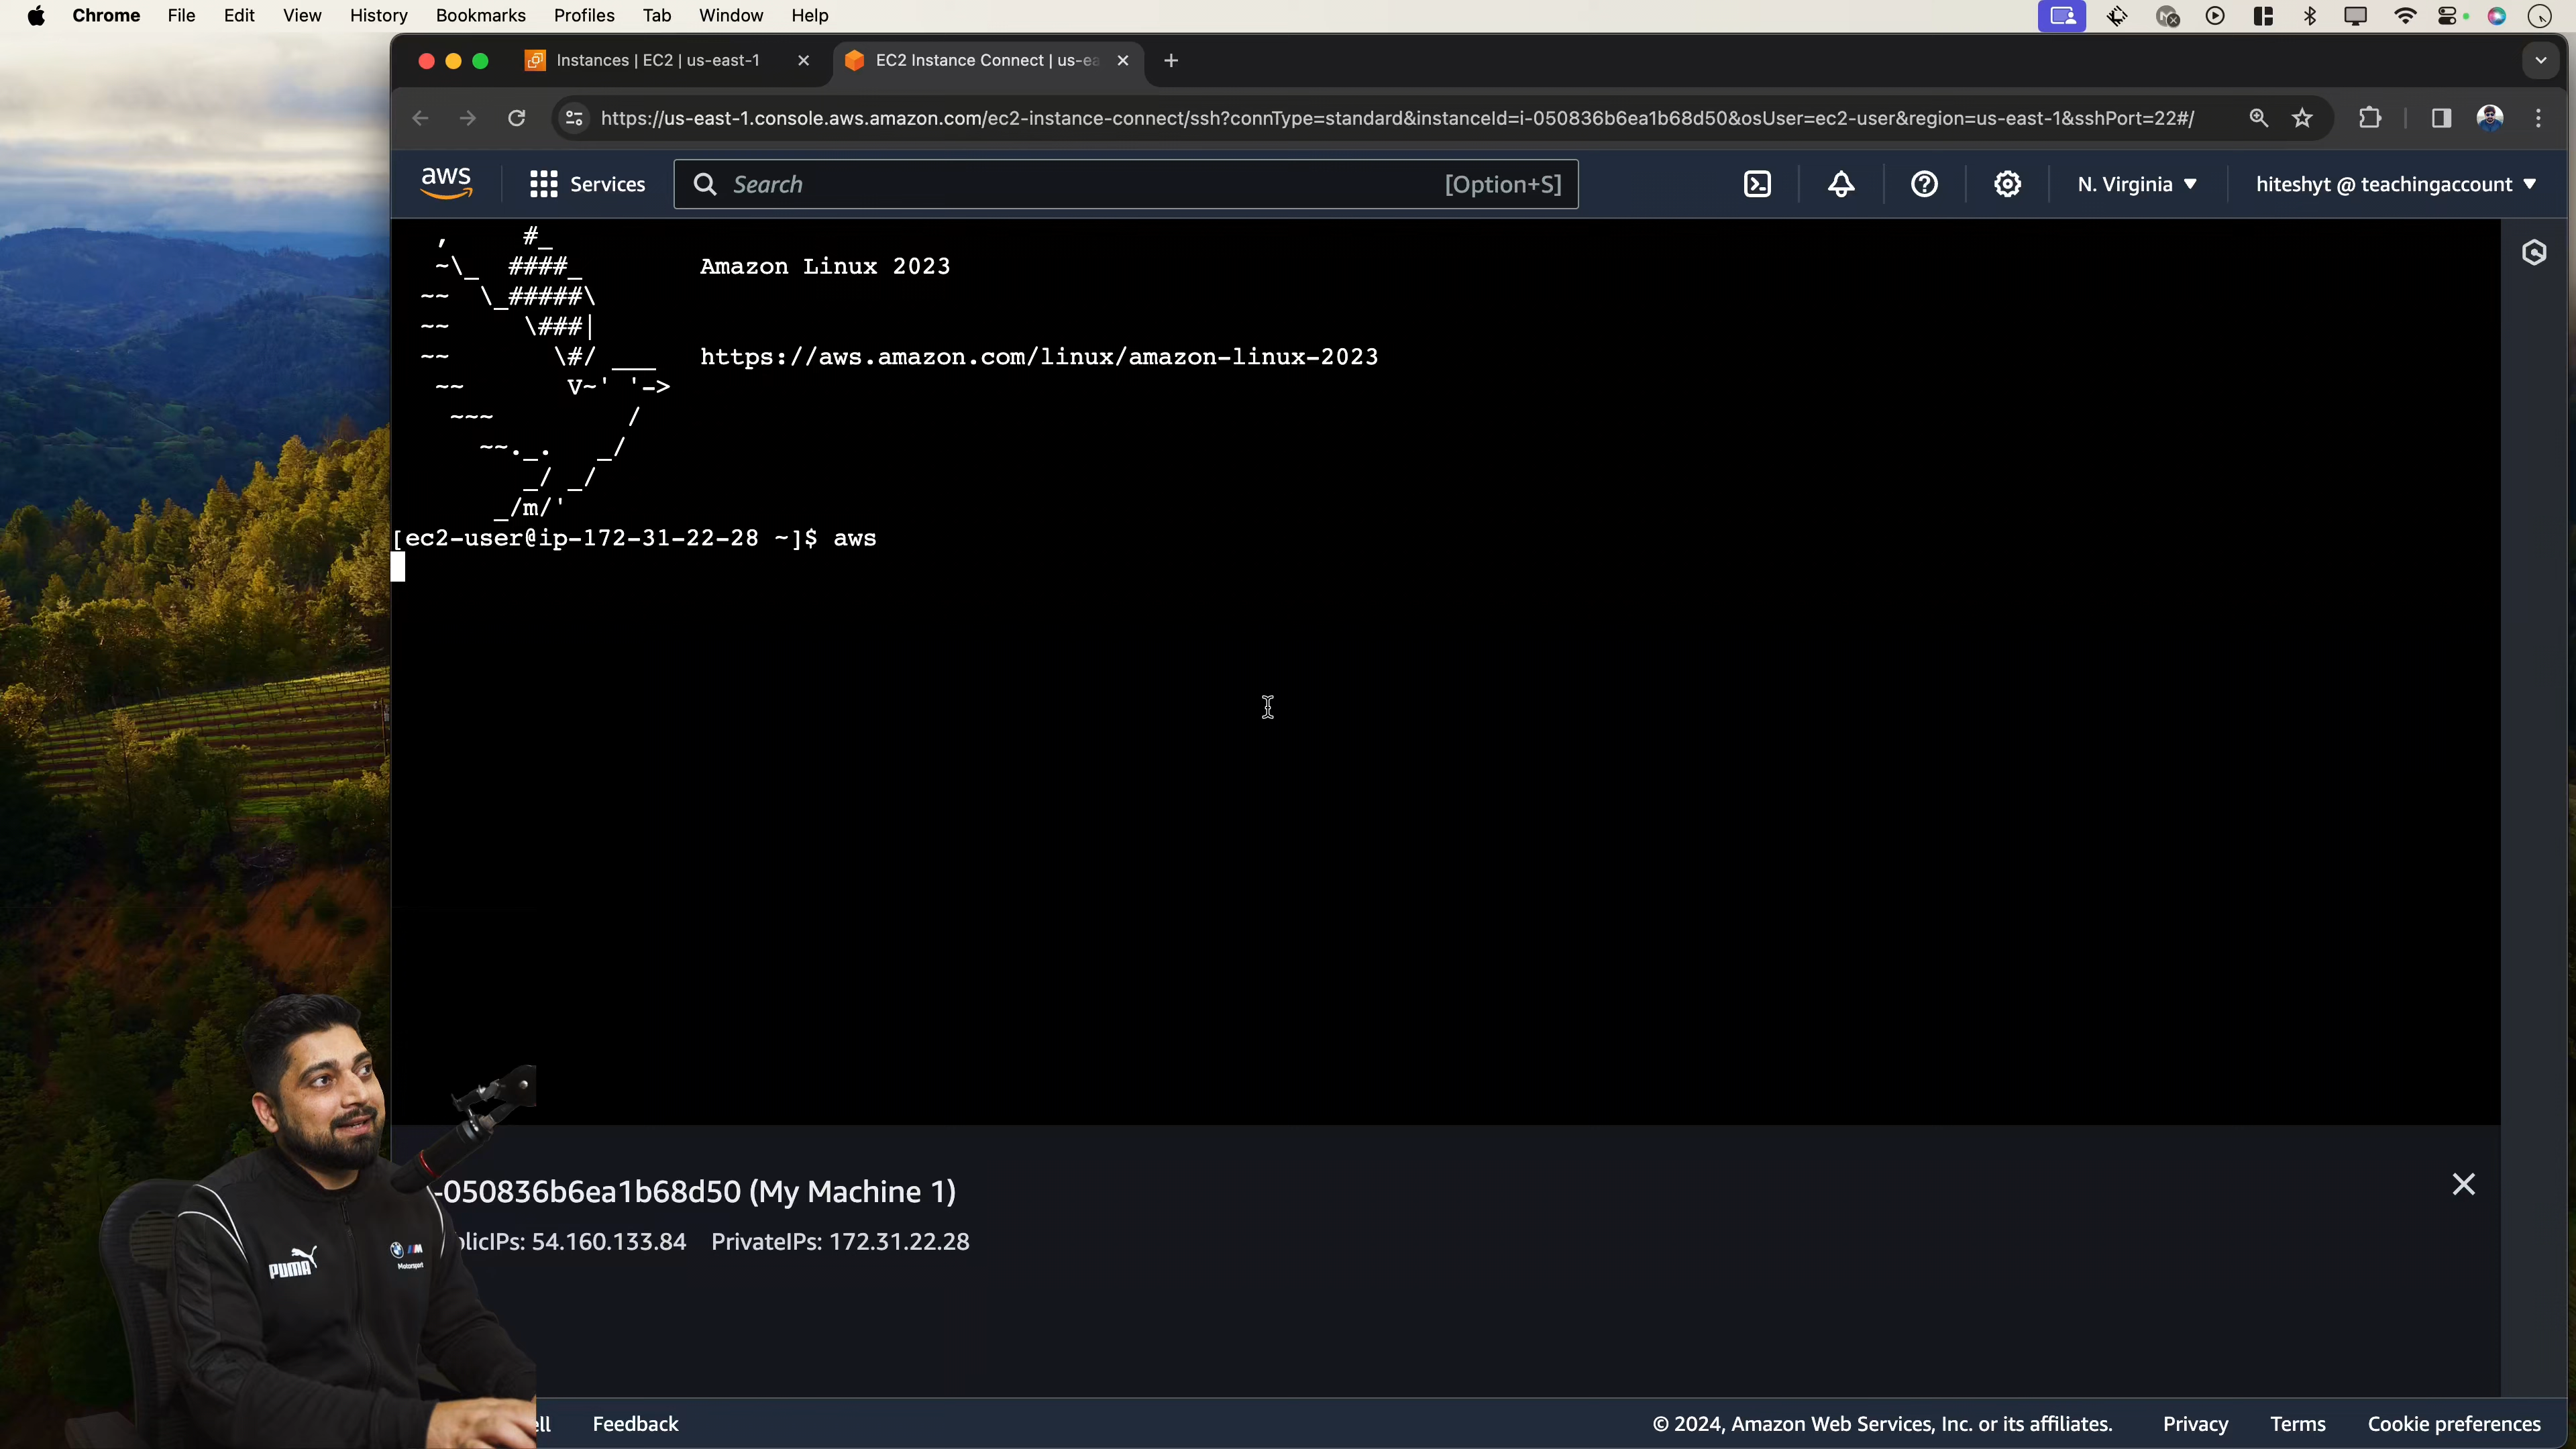 Chrome File Edit View History Bookmarks Profiles Tab Window Help
Instances | EC2 | us-east-1
EC2 Instance Connect | us-ea
https://us-east-1.console.aws.amazon.com/ec2-instance-connect/ssh?connType=standard&instanceId=i-050836b6ea1b68d50&osUser=ec2-user&region=us-east-1&sshPort=22#/
aws
Services
Search
[Option+S]
N. Virginia
hiteshyt @ teachingaccount
   ,     #_
   ~\_  ####_        Amazon Linux 2023
  ~~  \_#####\
  ~~     \###|
  ~~       \#/ ___   https://aws.amazon.com/linux/amazon-linux-2023
   ~~       V~' '->
    ~~~         /
      ~~._.   _/
         _/ _/
       _/m/'
[ec2-user@ip-172-31-22-28 ~]$ aws
-050836b6ea1b68d50 (My Machine 1)
blicIPs: 54.160.133.84 PrivateIPs: 172.31.22.28
PUMA
M
Motorsport
ell
Feedback
© 2024, Amazon Web Services, Inc. or its affiliates.
Privacy
Terms
Cookie preferences